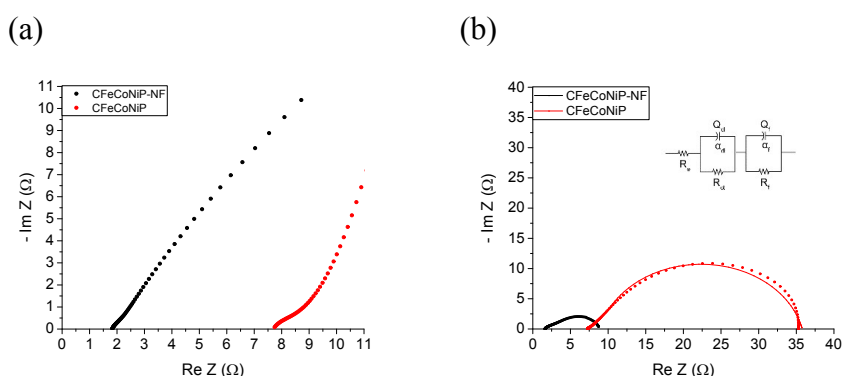 (a)
(b)
CFeCoNiP-NF
CFeCoNiP
- Im Z (Ω)
11
10
9
8
7
6
5
4
3
2
1
0
0 1 2 3 4 5 6 7 8 9 10 11
Re Z (Ω)
CFeCoNiP-NF
CFeCoNiP
- Im Z (Ω)
40
35
30
25
20
15
10
5
0
0 5 10 15 20 25 30 35 40
Re Z (Ω)
Q
α
R
R
Q
α
R